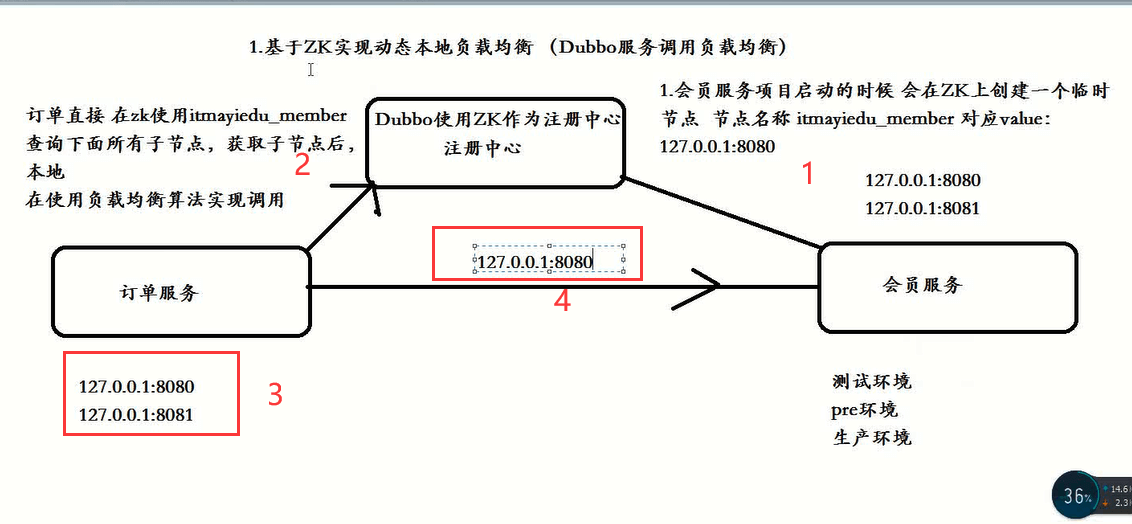 1.基于ZK实现动态本地负载均衡 （Dubbo服务调用负载均衡）
订单直接 在zk使用itmayiedu_member
查询下面所有子节点，获取子节点后，
本地
在使用负载均衡算法实现调用
2
Dubbo使用ZK作为注册中心
注册中心
1.会员服务项目启动的时候 会在ZK上创建一个临时
节点 节点名称 itmayiedu_member 对应value：
127.0.0.1:8080
1
127.0.0.1:8080
127.0.0.1:8081
127.0.0.1:8080
4
订单服务
会员服务
127.0.0.1:8080
127.0.0.1:8081
3
测试环境
pre环境
生产环境
36%
14.6
2.3